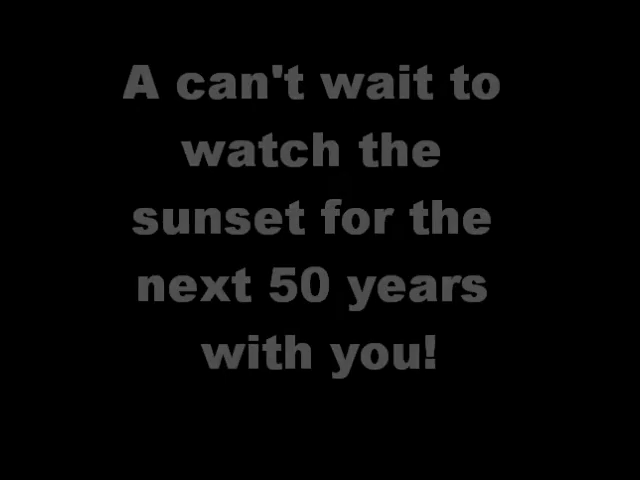 A can't wait to
watch the
sunset for the
next 50 years
with you!